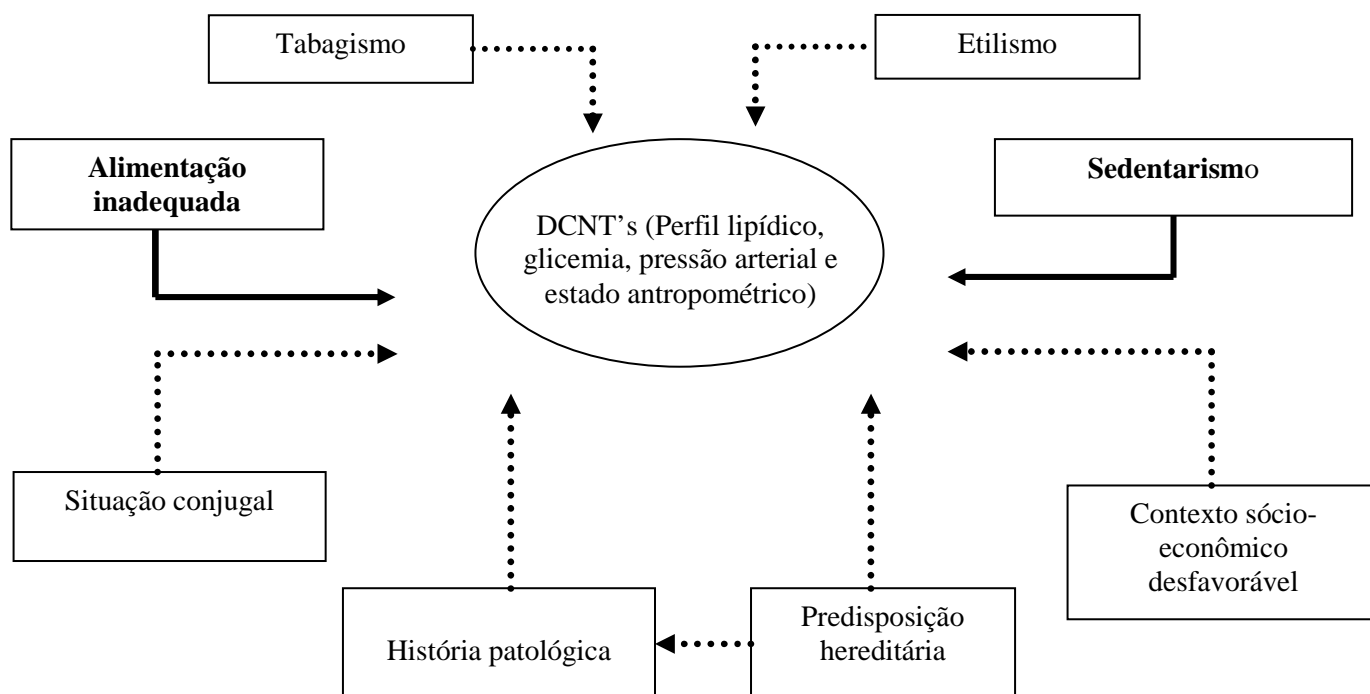 Tabagismo
Etilismo
Alimentação
inadequada
Sedentarismo
DCNT’s (Perfil lipídico,
glicemia, pressão arterial e
estado antropométrico)
Situação conjugal
Contexto sócio-
econômico
desfavorável
História patológica
Predisposição
hereditária